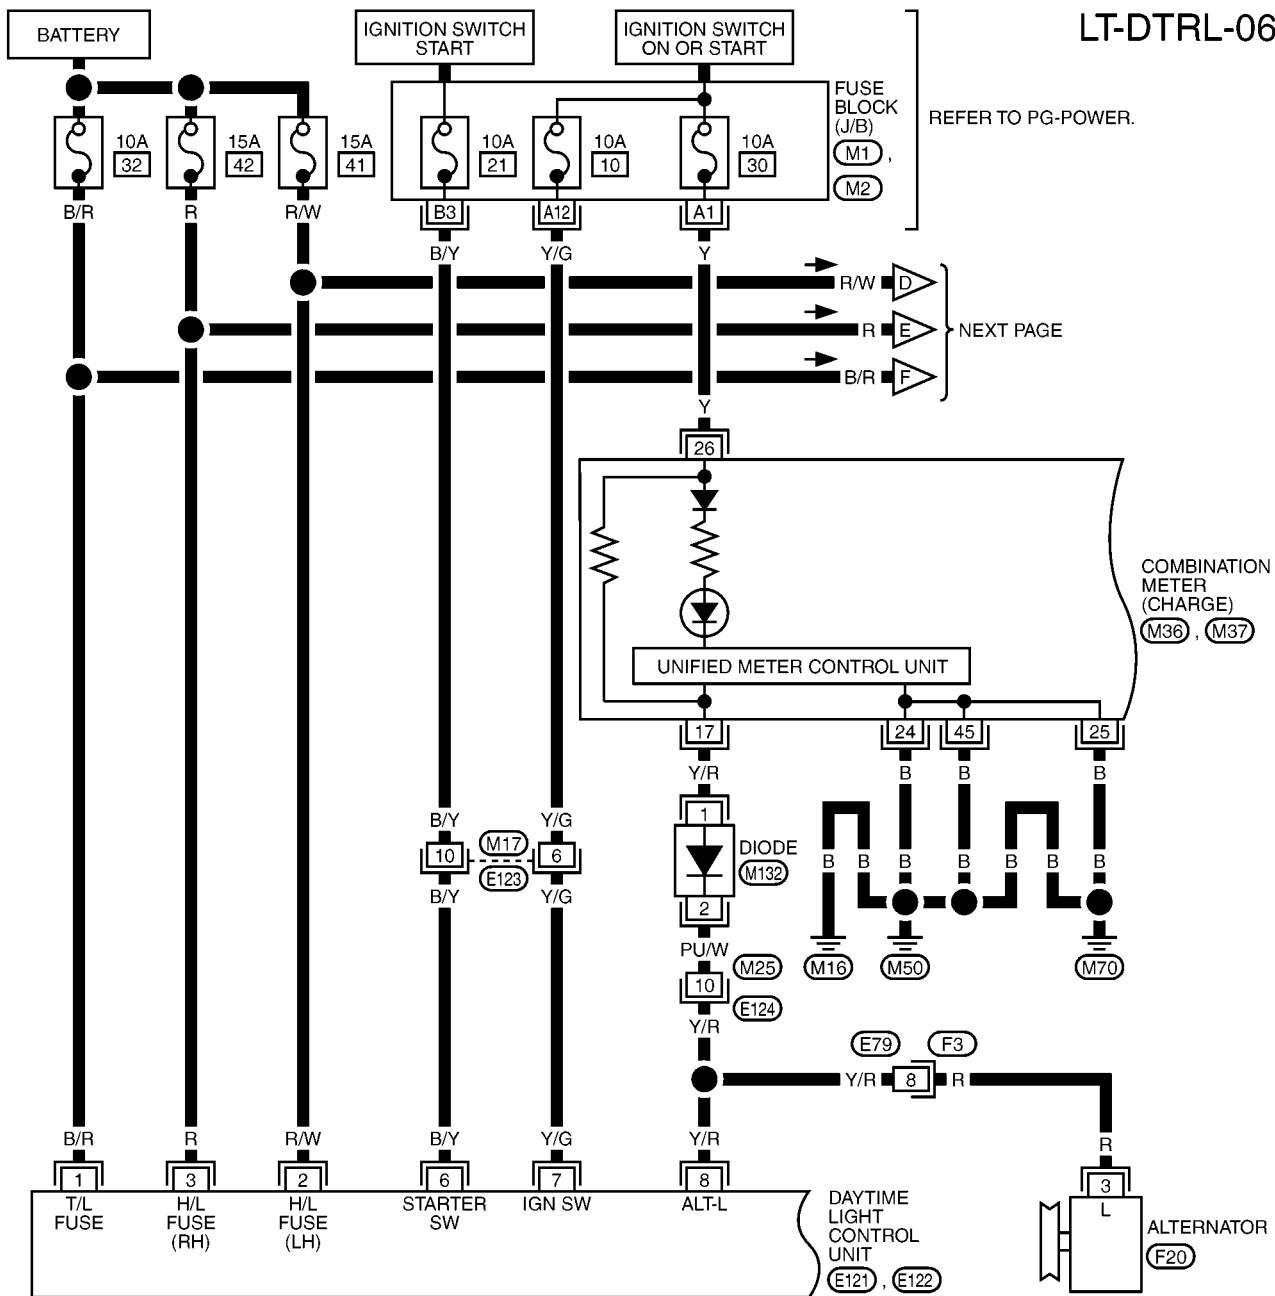 LT-DTRL-06
BATTERY
IGNITION SWITCH
START
IGNITION SWITCH
ON OR START
FUSE
BLOCK
(J/B)
M1 ,
M2
REFER TO PG-POWER.
10A
32
15A
42
15A
41
10A
21
10A
10
10A
30
B3
A12
A1
B/R
R
R/W
B/Y
Y/G
Y
R/W
D
R
E
NEXT PAGE
B/R
F
Y
26
COMBINATION
METER
(CHARGE)
M36 , M37
UNIFIED METER CONTROL UNIT
17
24
45
25
Y/R
B
B
B
1
DIODE
M132
2
B/Y
Y/G
10
M17
E123
6
B/Y
Y/G
B
B
B
B
B
B
B
PU/W
M16
M50
M70
M25
10
E124
Y/R
E79
F3
Y/R
8
R
B/R
R
R/W
B/Y
Y/G
Y/R
R
1
3
2
6
7
8
3
T/L
FUSE
H/L
FUSE
(RH)
H/L
FUSE
(LH)
STARTER
SW
IGN SW
ALT-L
DAYTIME
LIGHT
CONTROL
UNIT
E121 , E122
L
ALTERNATOR
F20